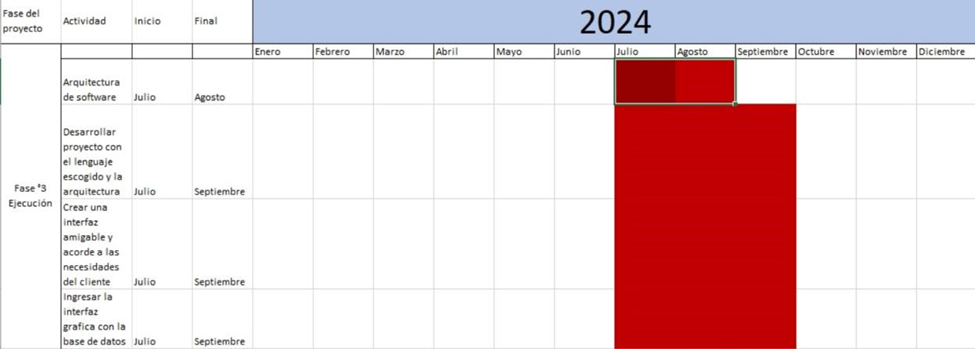 Fase del
proyecto
Actividad
Inicio
Final
2024
Enero
Febrero
Marzo
Abril
Mayo
Junio
Julio
Agosto
Septiembre
Octubre
Noviembre
Diciembre
Fase °3
Ejecución
Arquitectura
de software
Julio
Agosto
Desarrollar
proyecto con
el lenguaje
escogido y la
arquitectura
Julio
Septiembre
Crear una
interfaz
amigable y
acorde a las
necesidades
del cliente
Julio
Septiembre
Ingresar la
interfaz
grafica con la
base de datos
Julio
Septiembre